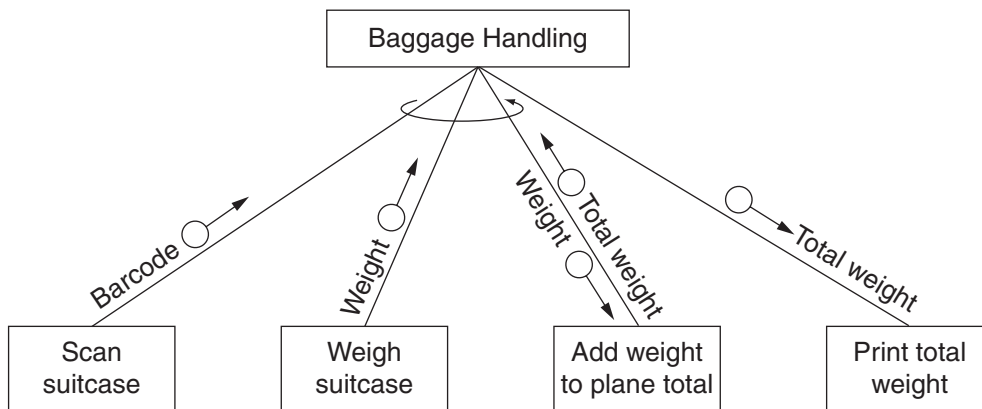 Baggage Handling
Barcode
Weight
Weight
Total weight
Total weight
Scan
suitcase
Weigh
suitcase
Add weight
to plane total
Print total
weight